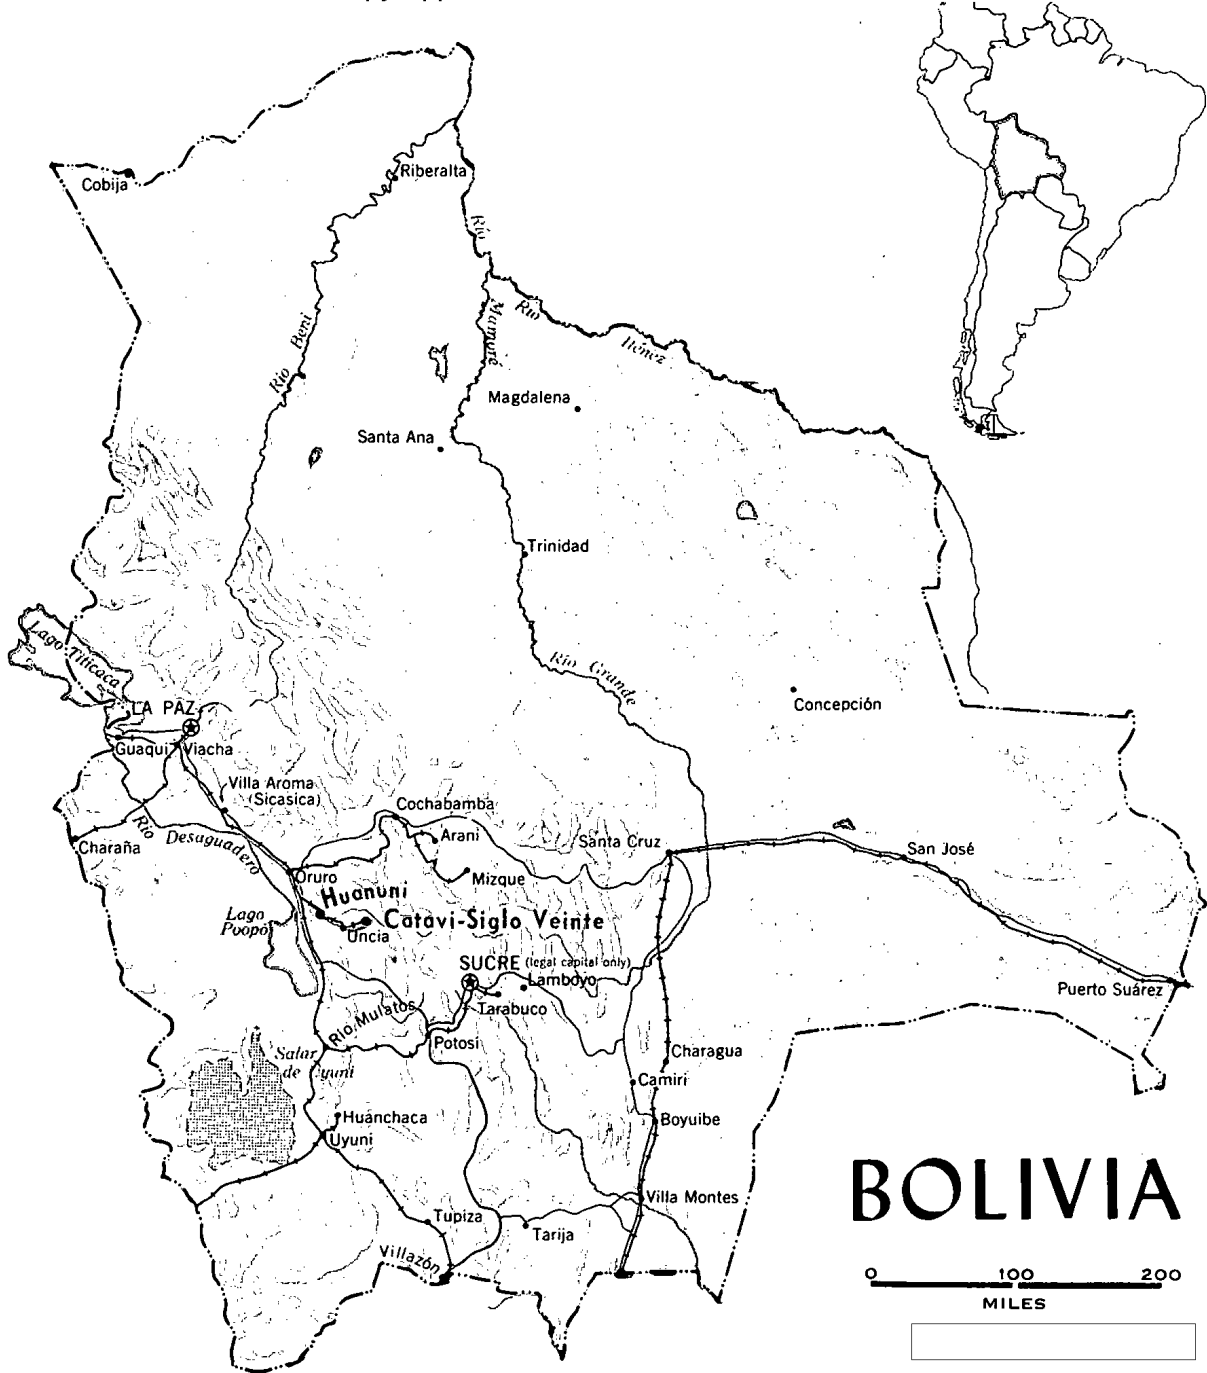 Cobija
Riberalta
Río
Mamoré
Río
Iténez
Río Beni
Magdalena
Santa Ana
Trinidad
Lago Titicaca
Río Grande
LA PAZ
Concepción
Guaqui
Viacha
Villa Aroma
(Sicasica)
Cochabamba
Río
Desaguadero
Arani
Santa Cruz
San José
Charaña
Oruro
Mizque
Huanuni
Lago
Poopó
Catavi-Siglo Veinte
Uncia
SUCRE (legal capital only)
Lamboyo
Puerto Suárez
Tarabuco
Río Mulatos
Potosí
Salar
de Uyuni
Charagua
Camiri
Huanchaca
Boyuibe
Uyuni
Villa Montes
Tupiza
Tarija
Villazón
BOLIVIA
0 100 200
MILES